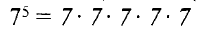 7⁵ = 7 · 7 · 7 · 7 · 7